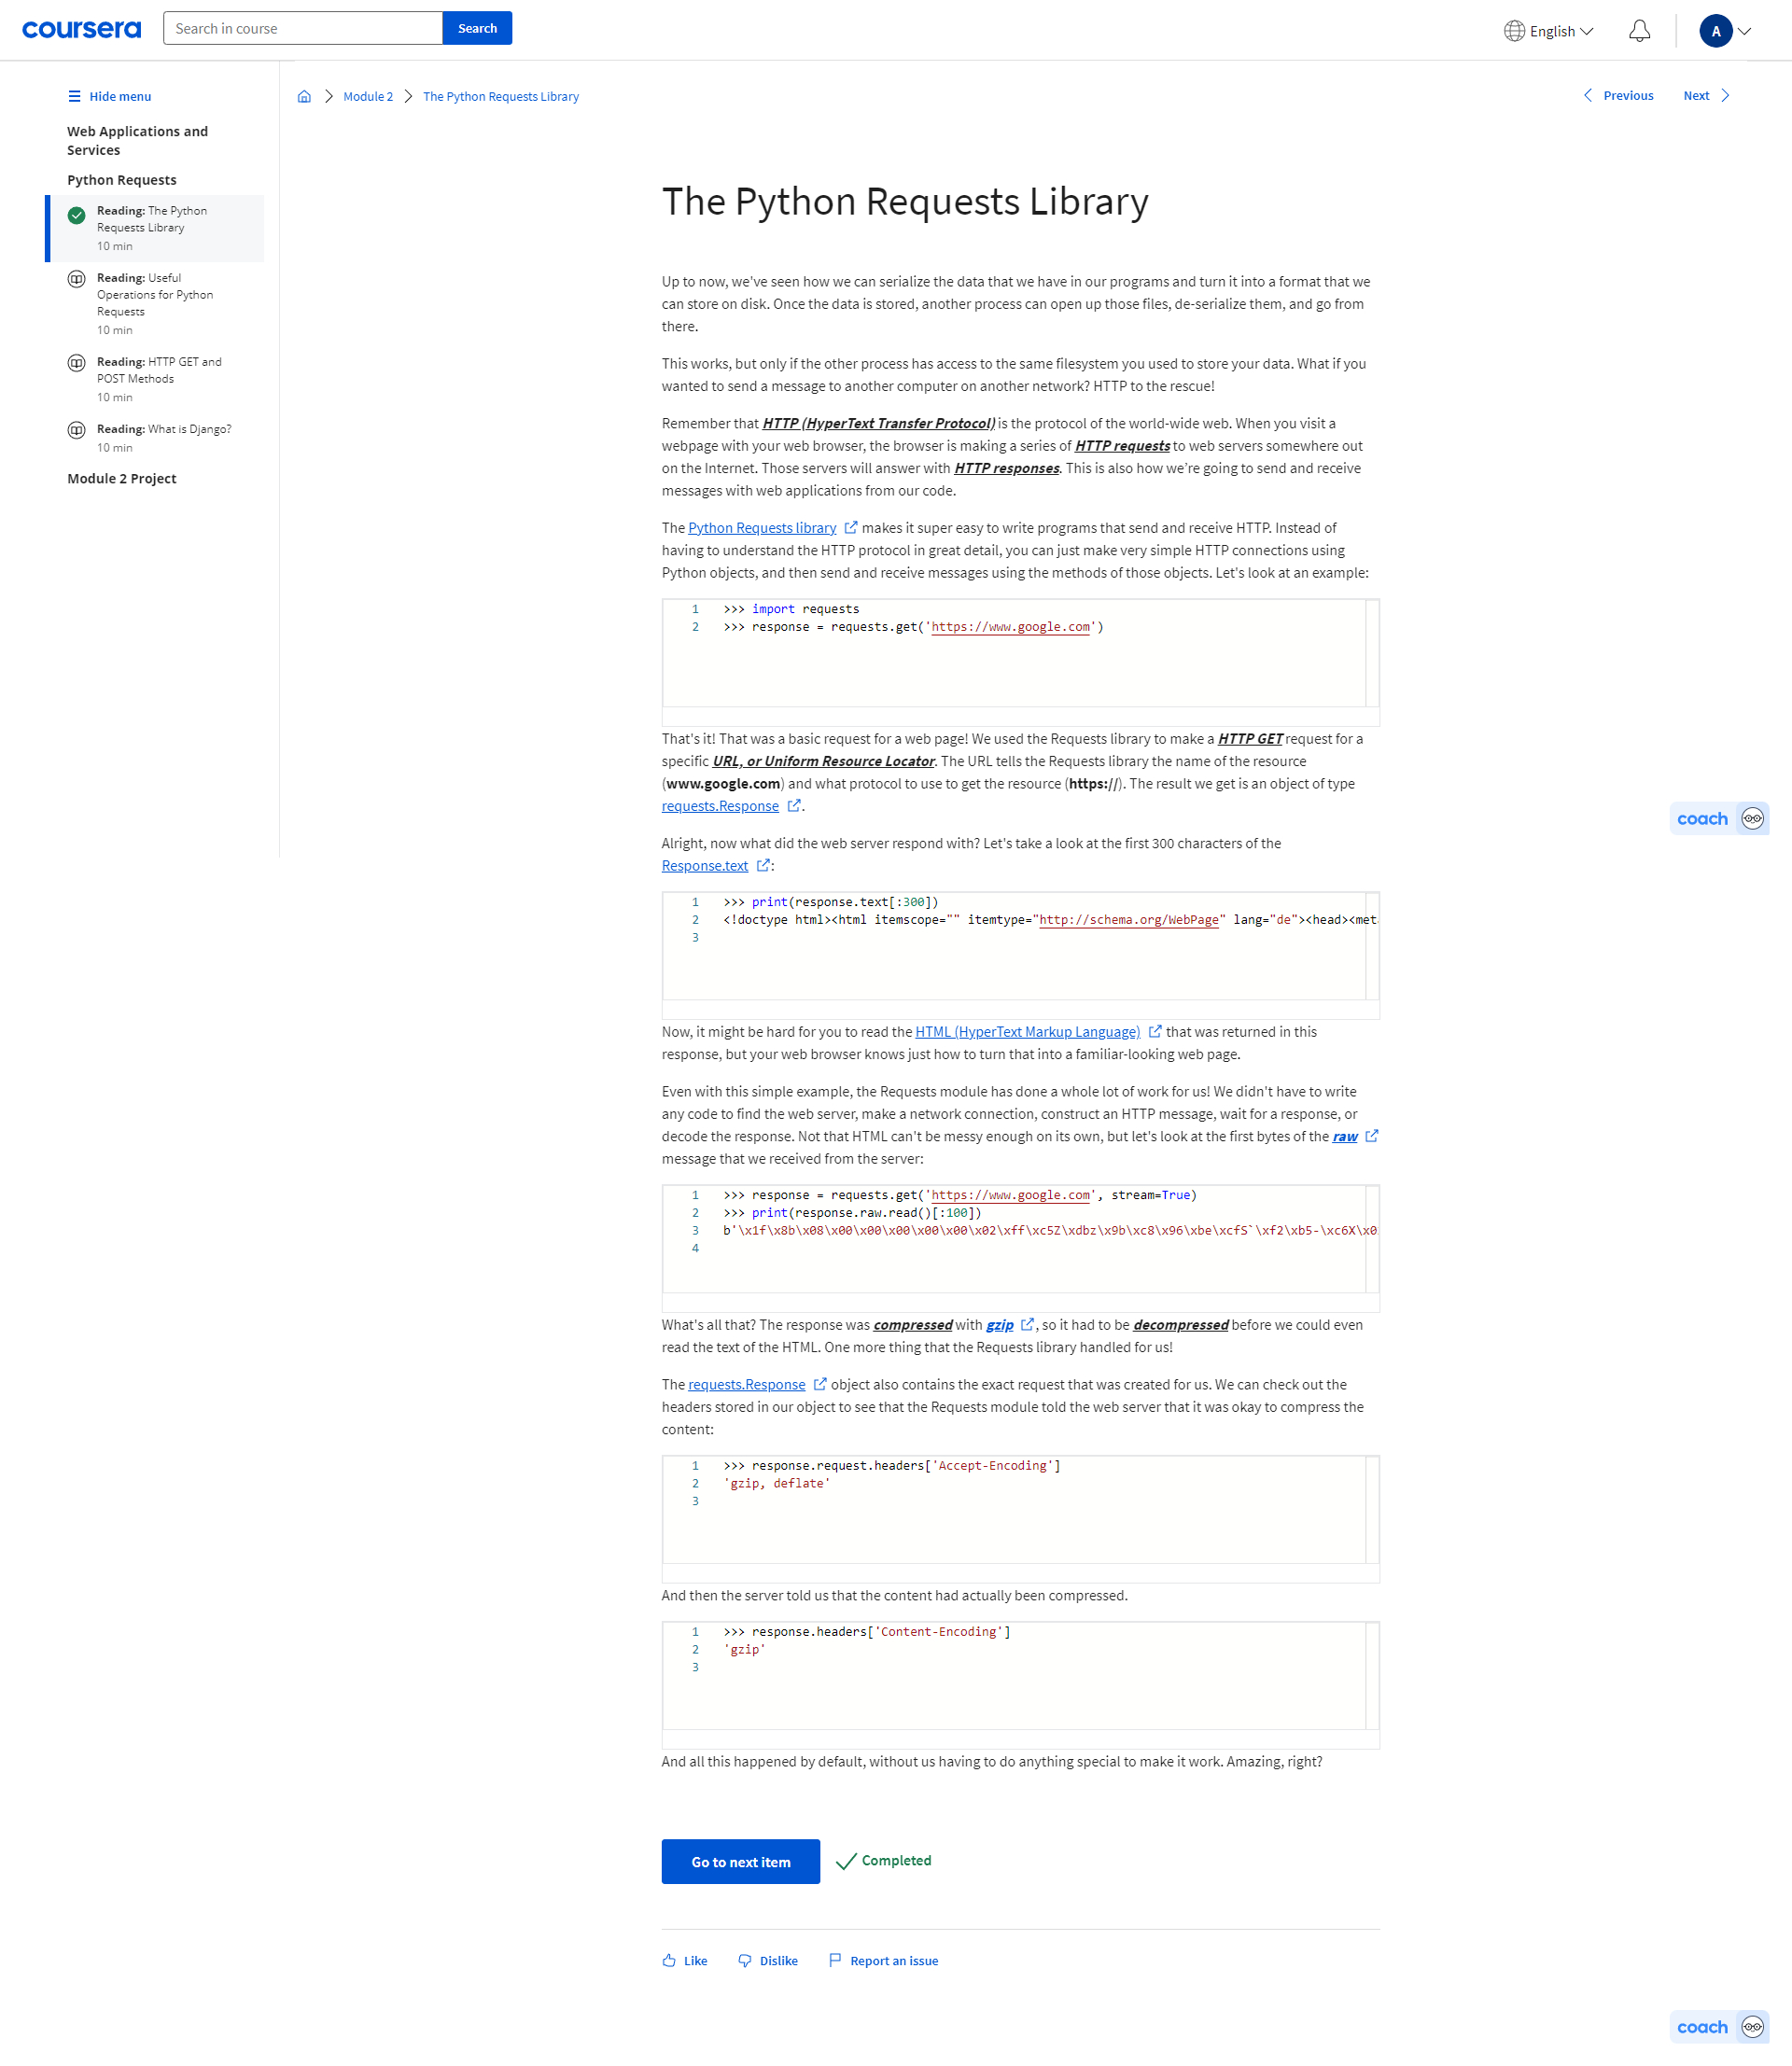 coursera
Search in course
Search
English
A
Hide menu
Web Applications and
Services
Python Requests
Reading: The Python
Requests Library
10 min
Reading: Useful
Operations for Python
Requests
10 min
Reading: HTTP GET and
POST Methods
10 min
Reading: What is Django?
10 min
Module 2 Project
Module 2
The Python Requests Library
Previous
Next
The Python Requests Library
Up to now, we've seen how we can serialize the data that we have in our programs and turn it into a format that we
can store on disk. Once the data is stored, another process can open up those files, de-serialize them, and go from
there.
This works, but only if the other process has access to the same filesystem you used to store your data. What if you
wanted to send a message to another computer on another network? HTTP to the rescue!
Remember that HTTP (HyperText Transfer Protocol) is the protocol of the world-wide web. When you visit a
webpage with your web browser, the browser is making a series of HTTP requests to web servers somewhere out
on the Internet. Those servers will answer with HTTP responses. This is also how we’re going to send and receive
messages with web applications from our code.
The Python Requests library makes it super easy to write programs that send and receive HTTP. Instead of
having to understand the HTTP protocol in great detail, you can just make very simple HTTP connections using
Python objects, and then send and receive messages using the methods of those objects. Let's look at an example:
1 >>> import requests
2 >>> response = requests.get('https://www.google.com')
That's it! That was a basic request for a web page! We used the Requests library to make a HTTP GET request for a
specific URL, or Uniform Resource Locator. The URL tells the Requests library the name of the resource
(www.google.com) and what protocol to use to get the resource (https://). The result we get is an object of type
requests.Response.
Alright, now what did the web server respond with? Let's take a look at the first 300 characters of the
Response.text:
1 >>> print(response.text[:300])
2 <!doctype html><html itemscope="" itemtype="http://schema.org/WebPage" lang="de"><head><met
3
Now, it might be hard for you to read the HTML (HyperText Markup Language) that was returned in this
response, but your web browser knows just how to turn that into a familiar-looking web page.
Even with this simple example, the Requests module has done a whole lot of work for us! We didn't have to write
any code to find the web server, make a network connection, construct an HTTP message, wait for a response, or
decode the response. Not that HTML can't be messy enough on its own, but let's look at the first bytes of the raw
message that we received from the server:
1 >>> response = requests.get('https://www.google.com', stream=True)
2 >>> print(response.raw.read()[:100])
3 b'\x1f\x8b\x08\x00\x00\x00\x00\x00\x02\xff\xc5Z\xdbz\x9b\xc8\x96\xbe\xcfS`\xf2\xb5-\xc6X\x0
4
What's all that? The response was compressed with gzip, so it had to be decompressed before we could even
read the text of the HTML. One more thing that the Requests library handled for us!
The requests.Response object also contains the exact request that was created for us. We can check out the
headers stored in our object to see that the Requests module told the web server that it was okay to compress the
content:
1 >>> response.request.headers['Accept-Encoding']
2 'gzip, deflate'
3
And then the server told us that the content had actually been compressed.
1 >>> response.headers['Content-Encoding']
2 'gzip'
3
And all this happened by default, without us having to do anything special to make it work. Amazing, right?
Go to next item
Completed
Like
Dislike
Report an issue
coach
coach